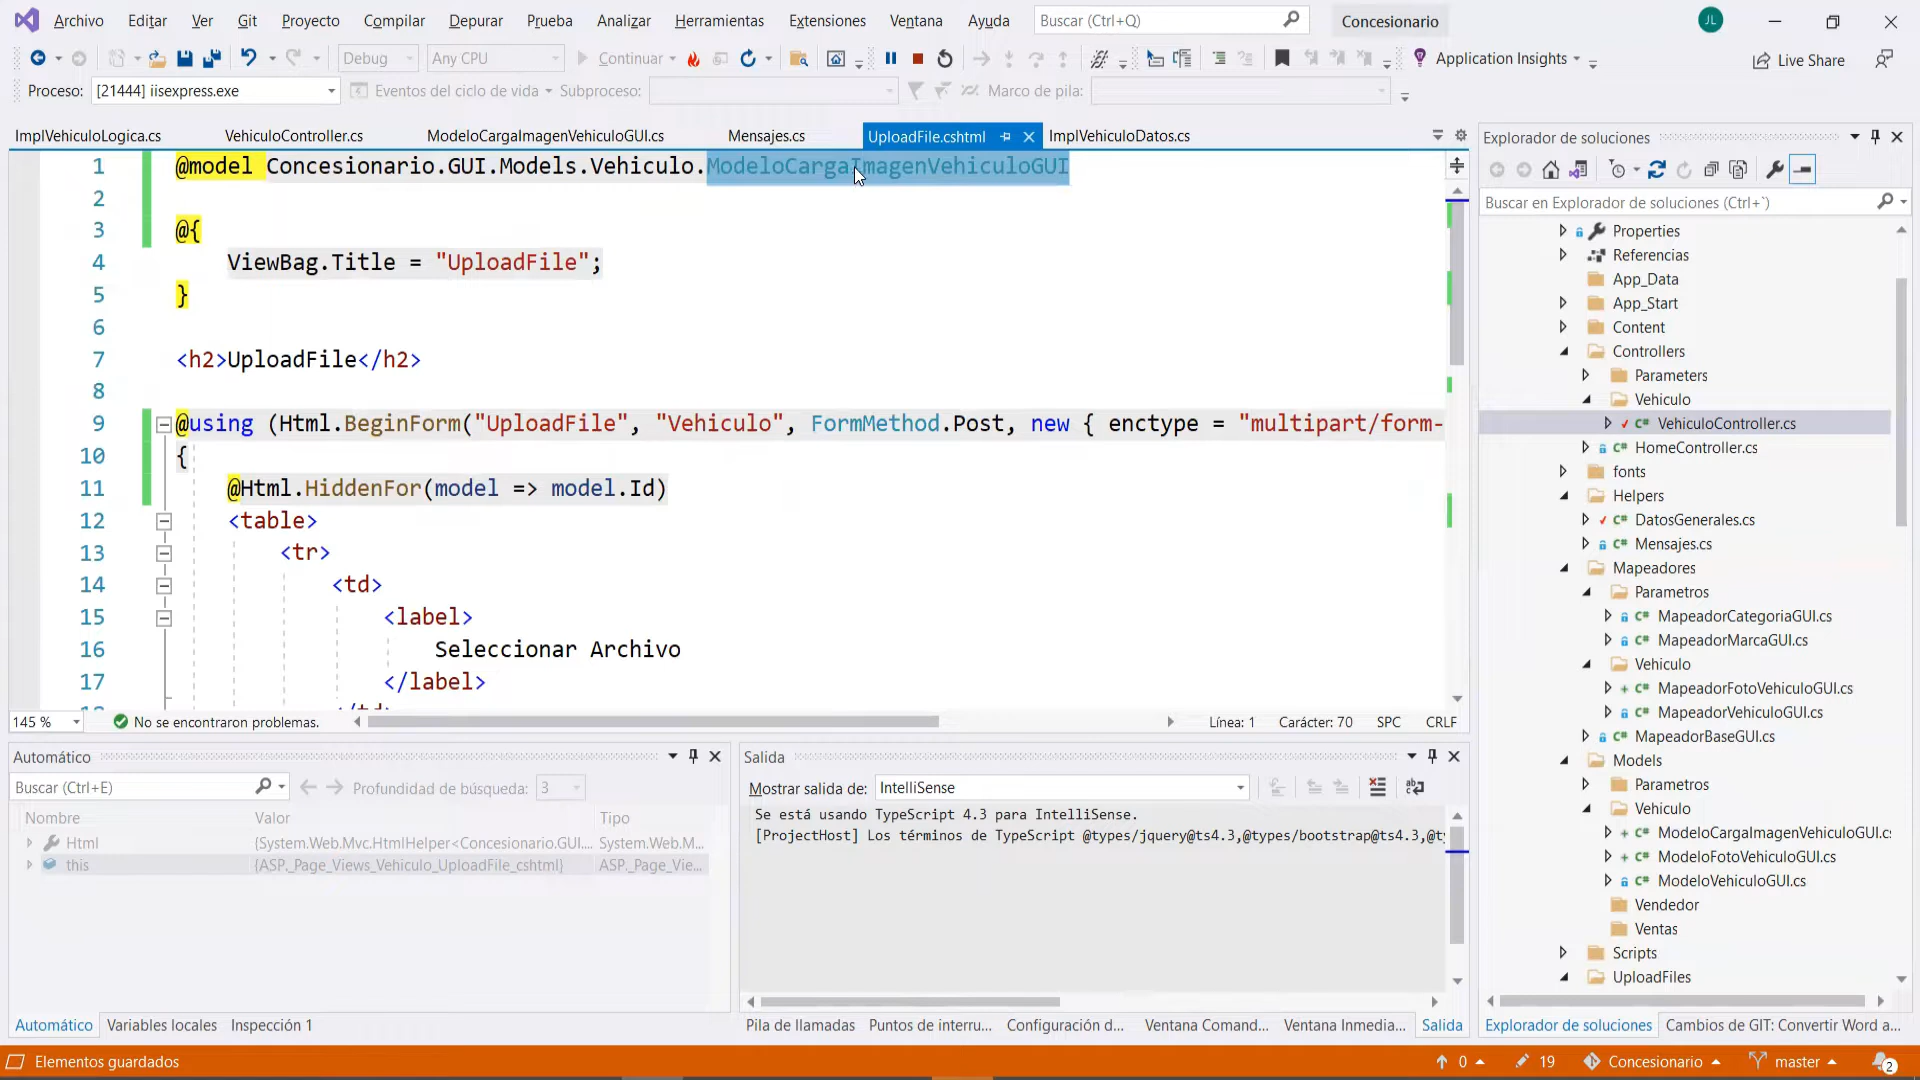 Archivo Editar Ver Git Proyecto Compilar Depurar Prueba Analizar Herramientas Extensiones Ventana Ayuda Buscar (Ctrl+Q) Concesionario JL
Debug Any CPU Continuar Application Insights Live Share
Proceso: [21444] iisexpress.exe Eventos del ciclo de vida Subproceso: Marco de pila:
ImplVehiculoLogica.cs VehiculoController.cs ModeloCargaImagenVehiculoGUI.cs Mensajes.cs UploadFile.cshtml ImplVehiculoDatos.cs
1 @model Concesionario.GUI.Models.Vehiculo.ModeloCargaImagenVehiculoGUI
2
3 @{
4 ViewBag.Title = "UploadFile";
5 }
6
7 <h2>UploadFile</h2>
8
9 @using (Html.BeginForm("UploadFile", "Vehiculo", FormMethod.Post, new { enctype = "multipart/form-
10 {
11 @Html.HiddenFor(model => model.Id)
12 <table>
13 <tr>
14 <td>
15 <label>
16 Seleccionar Archivo
17 </label>
145 % No se encontraron problemas. Línea: 1 Carácter: 70 SPC CRLF
Automático
Buscar (Ctrl+E) Profundidad de búsqueda: 3
Nombre Valor Tipo
Html {System.Web.Mvc.HtmlHelper<Concesionario.GUI.... System.Web.M...
this {ASP._Page_Views_Vehiculo_UploadFile_cshtml} ASP._Page_Vie...
Automático Variables locales Inspección 1
Salida
Mostrar salida de: IntelliSense
Se está usando TypeScript 4.3 para IntelliSense.
[ProjectHost] Los términos de TypeScript @types/jquery@ts4.3,@types/bootstrap@ts4.3,@ty
Pila de llamadas Puntos de interru... Configuración d... Ventana Comand... Ventana Inmedia... Salida
Explorador de soluciones
Buscar en Explorador de soluciones (Ctrl+`)
Properties
Referencias
App_Data
App_Start
Content
Controllers
Parameters
Vehiculo
C# VehiculoController.cs
C# HomeController.cs
fonts
Helpers
C# DatosGenerales.cs
C# Mensajes.cs
Mapeadores
Parametros
C# MapeadorCategoriaGUI.cs
C# MapeadorMarcaGUI.cs
Vehiculo
C# MapeadorFotoVehiculoGUI.cs
C# MapeadorVehiculoGUI.cs
C# MapeadorBaseGUI.cs
Models
Parametros
Vehiculo
C# ModeloCargaImagenVehiculoGUI.cs
C# ModeloFotoVehiculoGUI.cs
C# ModeloVehiculoGUI.cs
Vendedor
Ventas
Scripts
UploadFiles
Explorador de soluciones Cambios de GIT: Convertir Word a...
Elementos guardados 0 19 Concesionario master 2